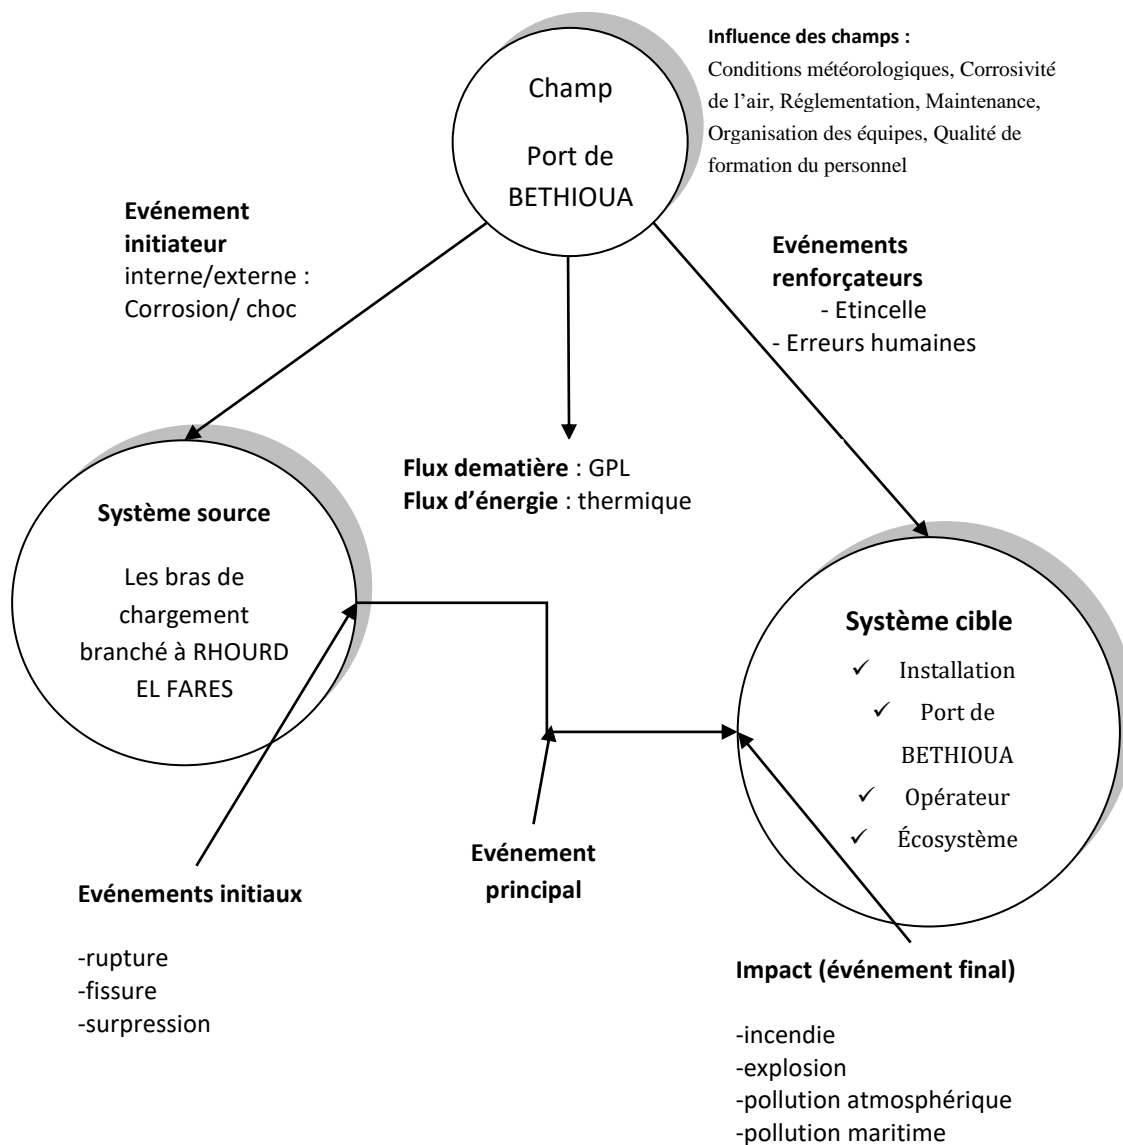 Champ
Port de
BETHIOUA
Influence des champs :
Conditions météorologiques, Corrosivité
de l'air, Réglementation, Maintenance,
Organisation des équipes, Qualité de
formation du personnel
Evénement
initiateur
interne/externe :
Corrosion/ choc
Evénements
renforçateurs
- Etincelle
- Erreurs humaines
Flux dematière : GPL
Flux d'énergie : thermique
Système source
Les bras de
chargement
branché à RHOURD
EL FARES
Système cible
✓ Installation
✓ Port de
BETHIOUA
✓ Opérateur
✓ Écosystème
Evénement
principal
Evénements initiaux
-rupture
-fissure
-surpression
Impact (événement final)
-incendie
-explosion
-pollution atmosphérique
-pollution maritime